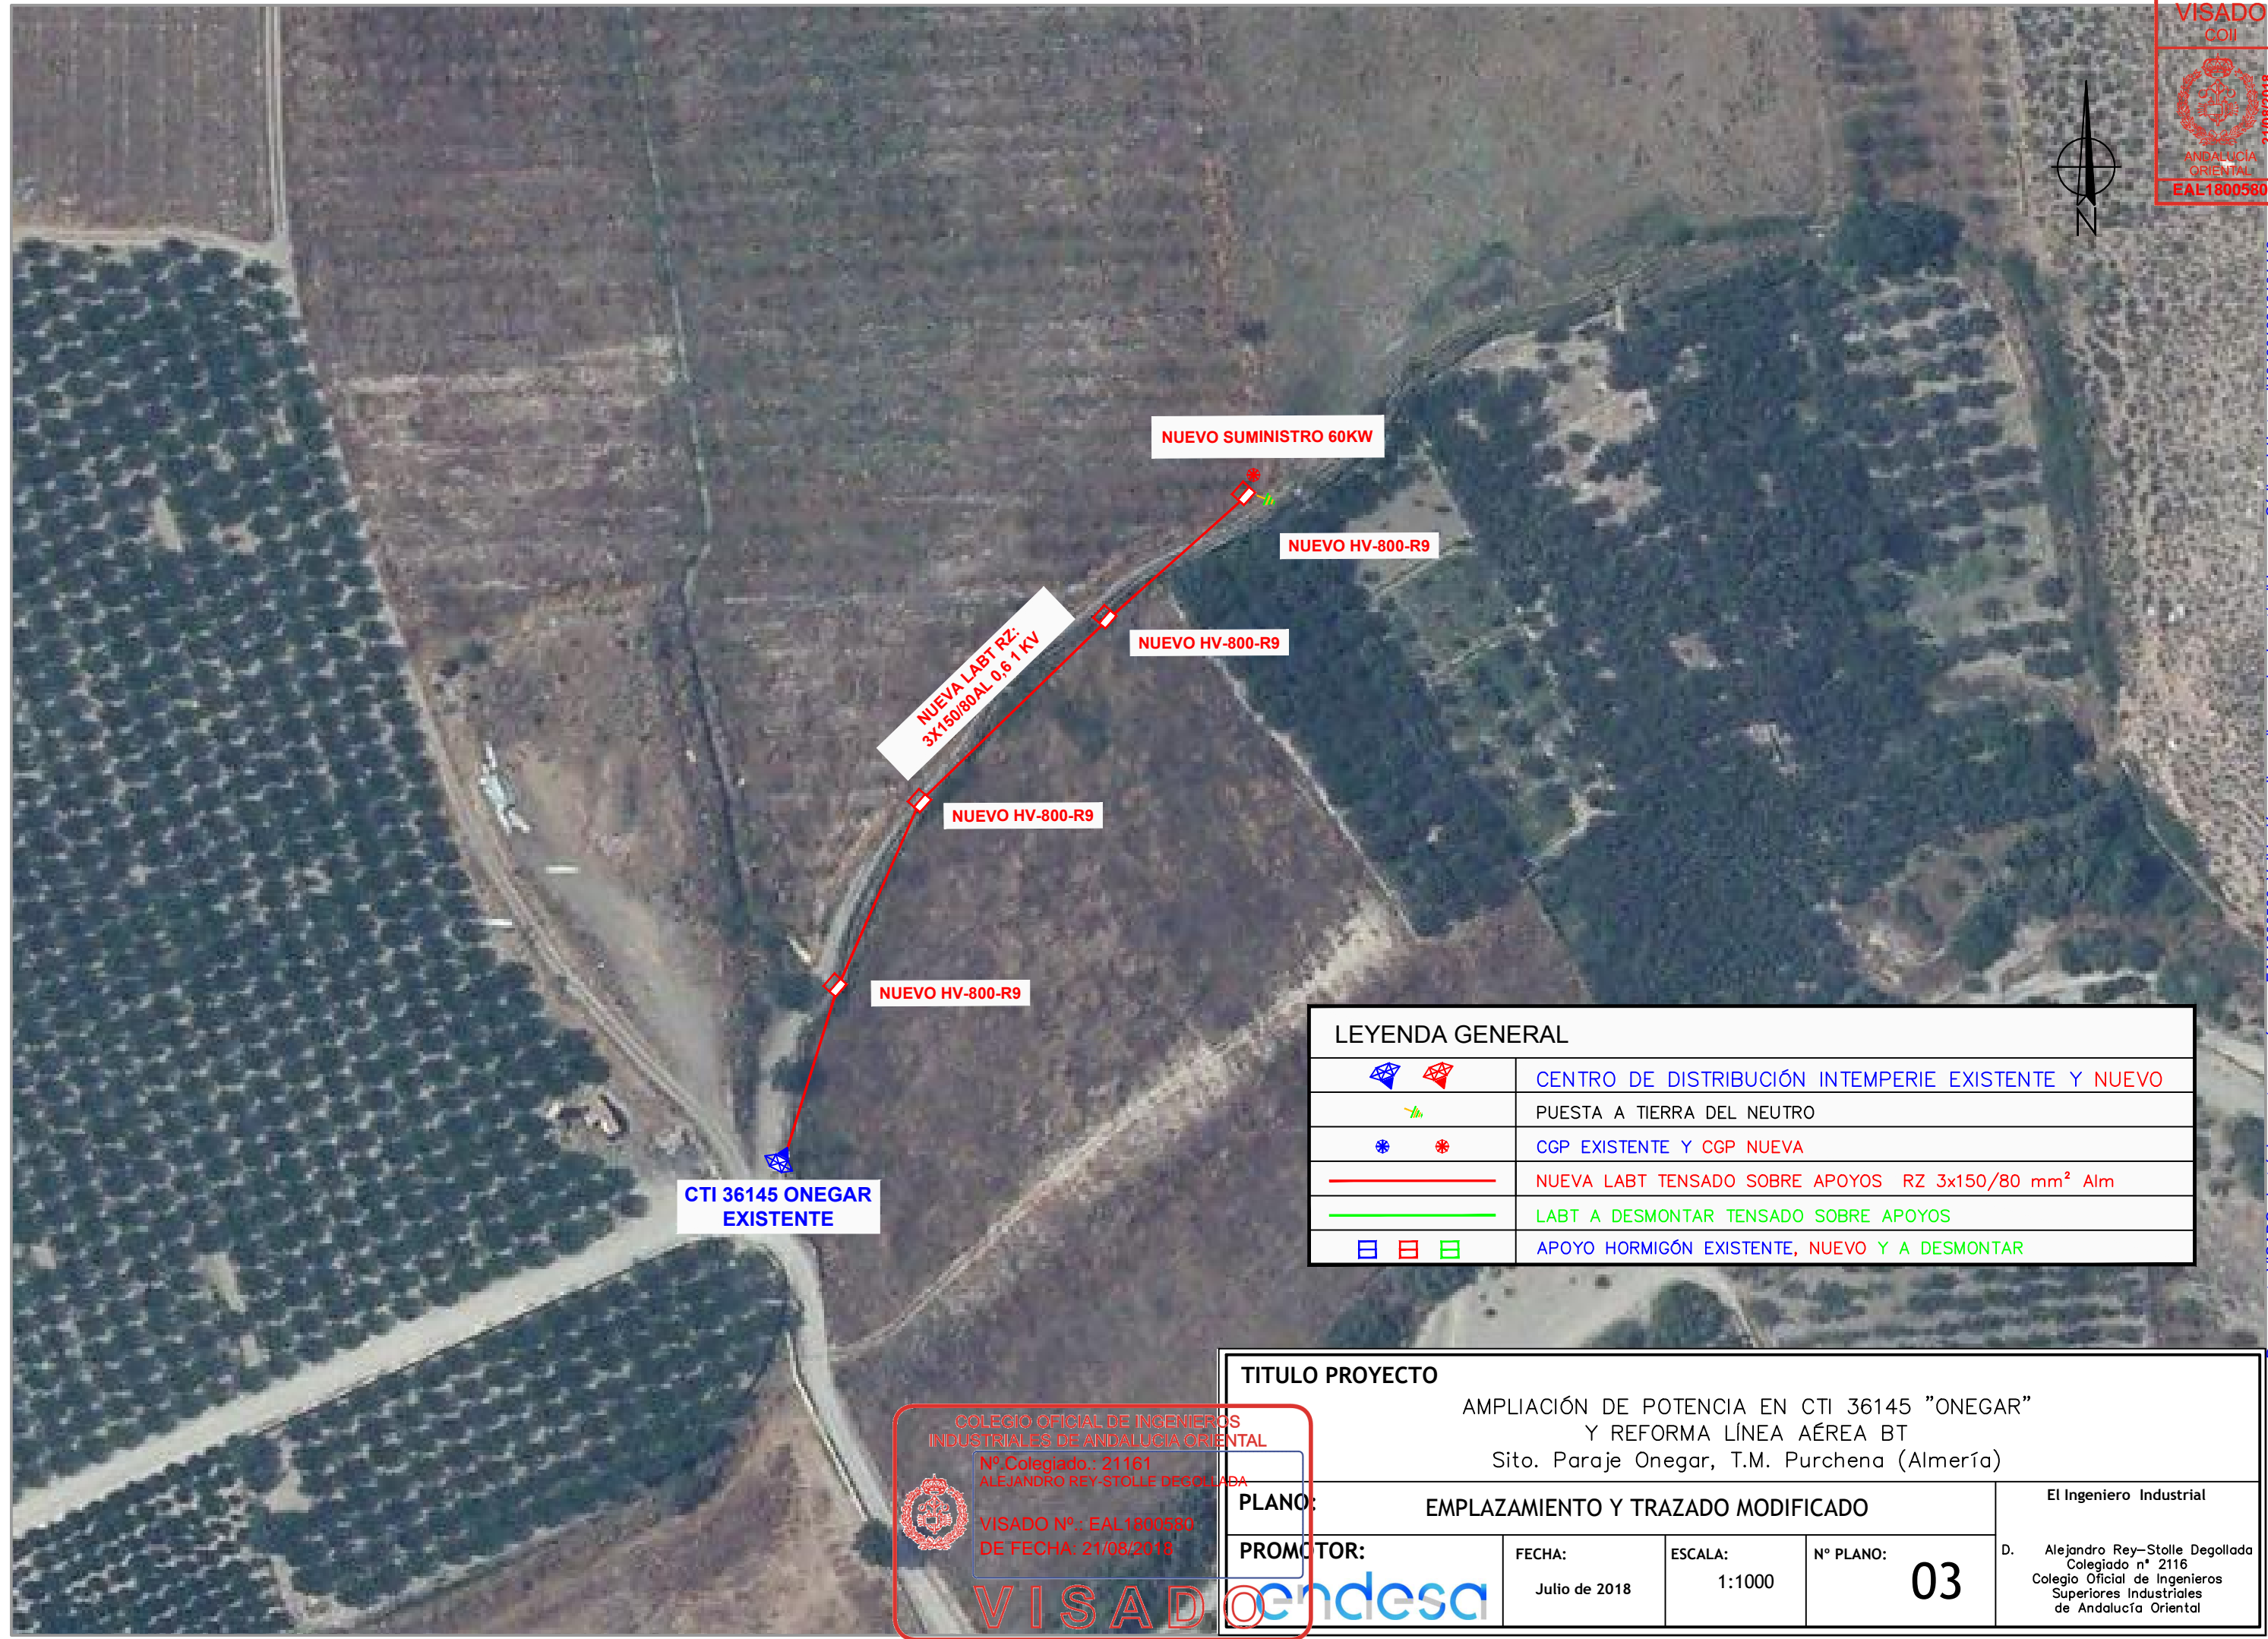 VISADO
COII
21/08/2018
ANDALUCÍA
ORIENTAL
EAL1800580
N
NUEVO SUMINISTRO 60KW
NUEVO HV-800-R9
NUEVO HV-800-R9
NUEVA LABT RZ:
3X150/80AL 0,6 1 KV
NUEVO HV-800-R9
NUEVO HV-800-R9
CTI 36145 ONEGAR
EXISTENTE
LEYENDA GENERAL
CENTRO DE DISTRIBUCIÓN INTEMPERIE EXISTENTE Y NUEVO
PUESTA A TIERRA DEL NEUTRO
CGP EXISTENTE Y CGP NUEVA
NUEVA LABT TENSADO SOBRE APOYOS RZ 3x150/80 mm² Alm
LABT A DESMONTAR TENSADO SOBRE APOYOS
APOYO HORMIGÓN EXISTENTE, NUEVO Y A DESMONTAR
TITULO PROYECTO
AMPLIACIÓN DE POTENCIA EN CTI 36145 "ONEGAR"
Y REFORMA LÍNEA AÉREA BT
Sito. Paraje Onegar, T.M. Purchena (Almería)
PLANO:
EMPLAZAMIENTO Y TRAZADO MODIFICADO
PROMOTOR:
endesa
FECHA:
Julio de 2018
ESCALA:
1:1000
Nº PLANO:
03
El Ingeniero Industrial
D. Alejandro Rey-Stolle Degollada
Colegiado nº 2116
Colegio Oficial de Ingenieros
Superiores Industriales
de Andalucía Oriental
COLEGIO OFICIAL DE INGENIEROS
INDUSTRIALES DE ANDALUCIA ORIENTAL
Nº.Colegiado.: 21161
ALEJANDRO REY-STOLLE DEGOLLADA
VISADO Nº.: EAL1800580
DE FECHA: 21/08/2018
VISADO